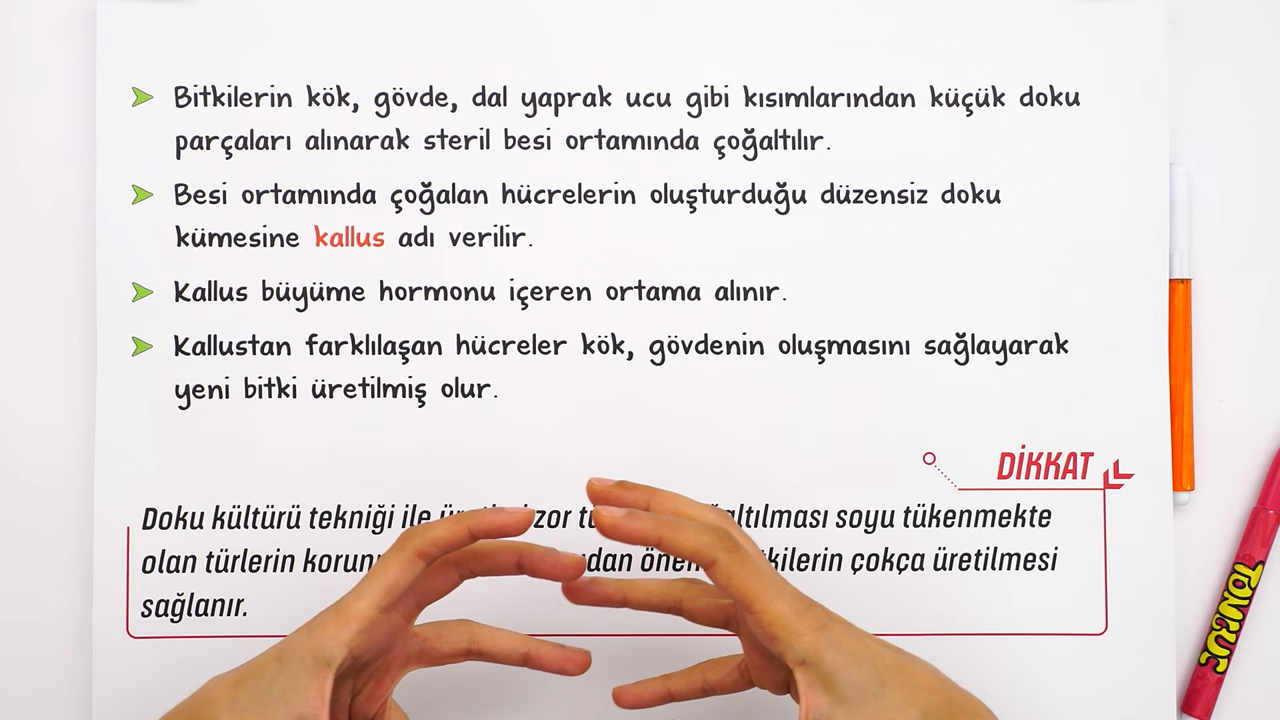 Bitkilerin kök, gövde, dal yaprak ucu gibi kısımlarından küçük doku
parçaları alınarak steril besi ortamında çoğaltılır.
Besi ortamında çoğalan hücrelerin oluşturduğu düzensiz doku
kümesine kallus adı verilir.
Kallus büyüme hormonu içeren ortama alınır.
Kallustan farklılaşan hücreler kök, gövdenin oluşmasını sağlayarak
yeni bitki üretilmiş olur.
DİKKAT
Doku kültürü tekniği ile zor soyu tükenmekte
olan türlerin çokça üretilmesi
sağlanır.
TONGUÇ